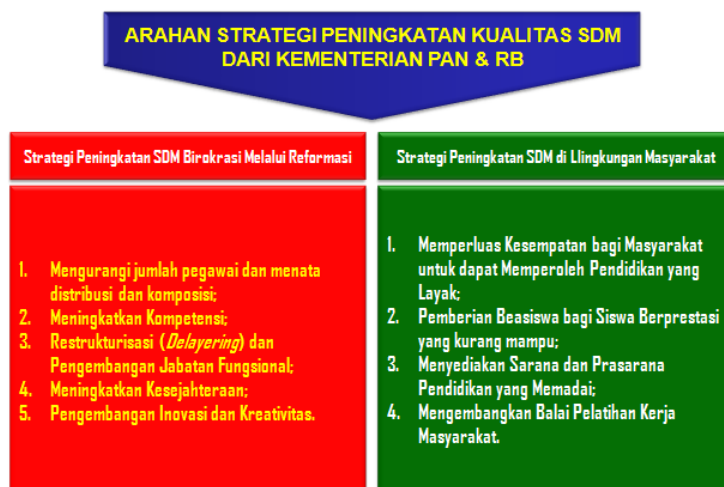 ARAHAN STRATEGI PENINGKATAN KUALITAS SDM
DARI KEMENTERIAN PAN & RB
Strategi Peningkatan SDM Birokrasi Melalui Reformasi
1. Mengurangi jumlah pegawai dan menata
distribusi dan komposisi;
2. Meningkatkan Kompetensi;
3. Restrukturisasi (Delayering) dan
Pengembangan Jabatan Fungsional;
4. Meningkatkan Kesejahteraan;
5. Pengembangan Inovasi dan Kreativitas.
Strategi Peningkatan SDM di Llingkungan Masyarakat
1. Memperluas Kesempatan bagi Masyarakat
untuk dapat Memperoleh Pendidikan yang
Layak;
2. Pemberian Beasiswa bagi Siswa Berprestasi
yang kurang mampu;
3. Menyediakan Sarana dan Prasarana
Pendidikan yang Memadai;
4. Mengembangkan Balai Pelatihan Kerja
Masyarakat.